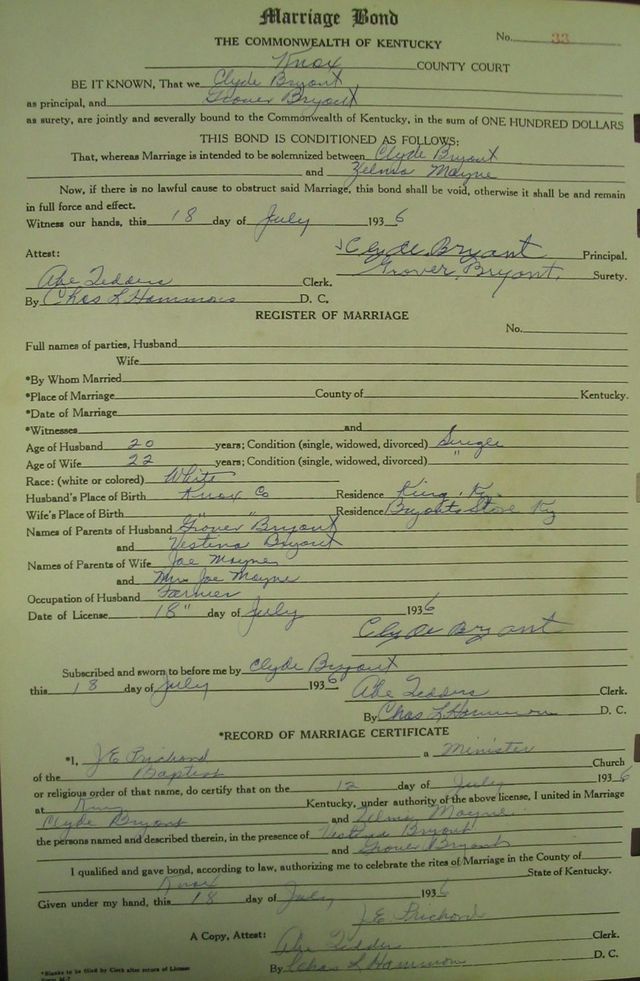 Marriage Bond
No. 33
THE COMMONWEALTH OF KENTUCKY
Knox COUNTY COURT
BE IT KNOWN, That we Clyde Bryant
as principal, and Grover Bryant
as surety, are jointly and severally bound to the Commonwealth of Kentucky, in the sum of ONE HUNDRED DOLLARS
THIS BOND IS CONDITIONED AS FOLLOWS:
That, whereas Marriage is intended to be solemnized between Clyde Bryant
and Zelma Mayne
Now, if there is no lawful cause to obstruct said Marriage, this bond shall be void, otherwise it shall be and remain
in full force and effect.
Witness our hands, this 18 day of July 1936
Attest: Clyde Bryant Principal.
Grover Bryant. Surety.
Abe Tedders Clerk.
By Chas L Hammons D. C.
REGISTER OF MARRIAGE
No.
Full names of parties, Husband
Wife
*By Whom Married
*Place of Marriage County of Kentucky.
*Date of Marriage
*Witnesses and
Age of Husband 20 years; Condition (single, widowed, divorced) Single
Age of Wife 22 years; Condition (single, widowed, divorced) "
Race: (white or colored) White
Husband's Place of Birth Knox Co Residence King, Ky.
Wife's Place of Birth " " Residence Bryants Store Ky
Names of Parents of Husband Grover Bryant
and Vestina Bryant
Names of Parents of Wife Joe Mayne
and Mrs Joe Mayne
Occupation of Husband Farmer
Date of License 18" day of July 1936
Clyde Bryant
Subscribed and sworn to before me by Clyde Bryant
this 18 day of July 1936 Abe Tedders Clerk.
By Chas L Hammons D. C.
*RECORD OF MARRIAGE CERTIFICATE
*I, J E Prichard a Minister
of the Baptist Church
or religious order of that name, do certify that on the 12 day of July 1936
at King Kentucky, under authority of the above license, I united in Marriage
Clyde Bryant and Zelma Mayne
the persons named and described therein, in the presence of Vestina Bryant
and Grover Bryant
I qualified and gave bond, according to law, authorizing me to celebrate the rites of Marriage in the County of
Knox State of Kentucky.
Given under my hand, this 18 day of July 1936
J E Prichard
A Copy, Attest: Abe Tedders Clerk.
By Chas L Hammons D. C.
*Blanks to be filled by Clerk after return of License